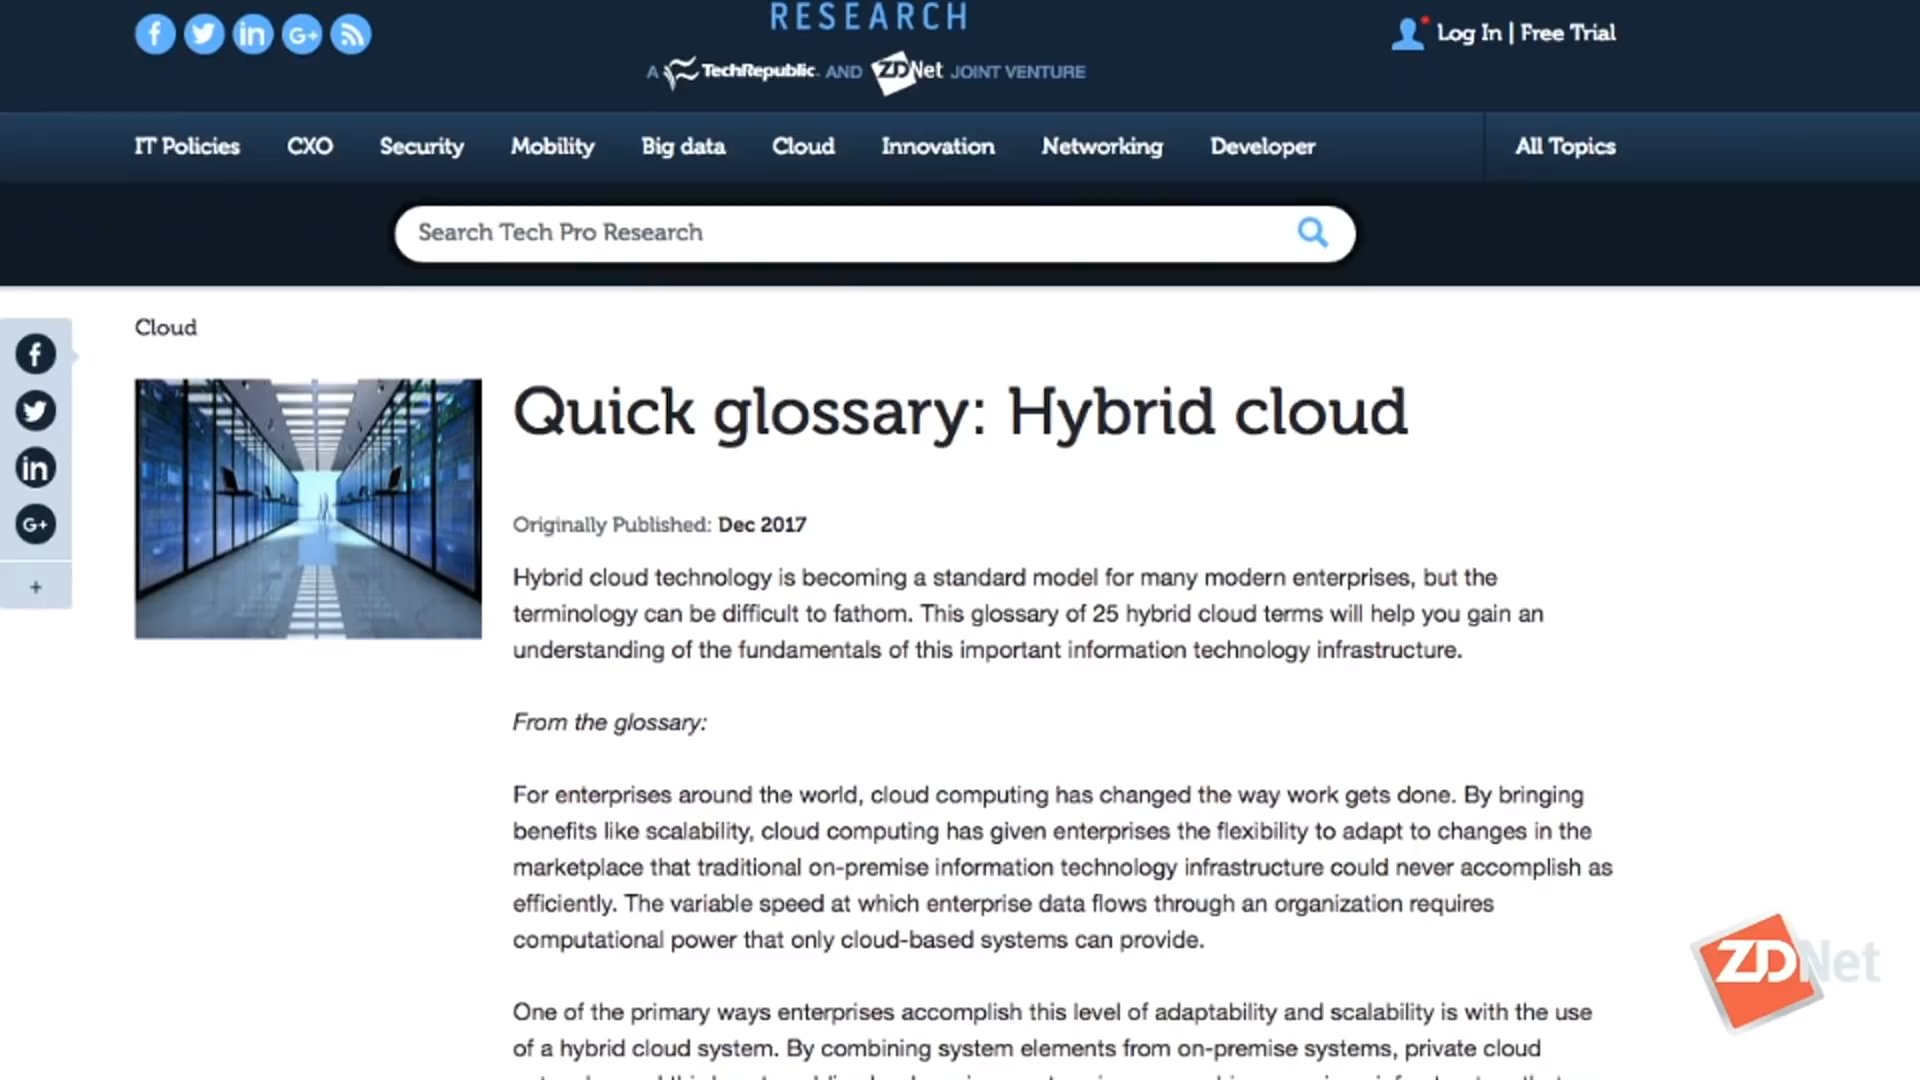 RESEARCH
A TechRepublic AND ZDNet JOINT VENTURE
Log In | Free Trial
IT Policies CXO Security Mobility Big data Cloud Innovation Networking Developer All Topics
Search Tech Pro Research
Cloud
Quick glossary: Hybrid cloud
Originally Published: Dec 2017
Hybrid cloud technology is becoming a standard model for many modern enterprises, but the
terminology can be difficult to fathom. This glossary of 25 hybrid cloud terms will help you gain an
understanding of the fundamentals of this important information technology infrastructure.
From the glossary:
For enterprises around the world, cloud computing has changed the way work gets done. By bringing
benefits like scalability, cloud computing has given enterprises the flexibility to adapt to changes in the
marketplace that traditional on-premise information technology infrastructure could never accomplish as
efficiently. The variable speed at which enterprise data flows through an organization requires
computational power that only cloud-based systems can provide.
One of the primary ways enterprises accomplish this level of adaptability and scalability is with the use
of a hybrid cloud system. By combining system elements from on-premise systems, private cloud
ZDNet